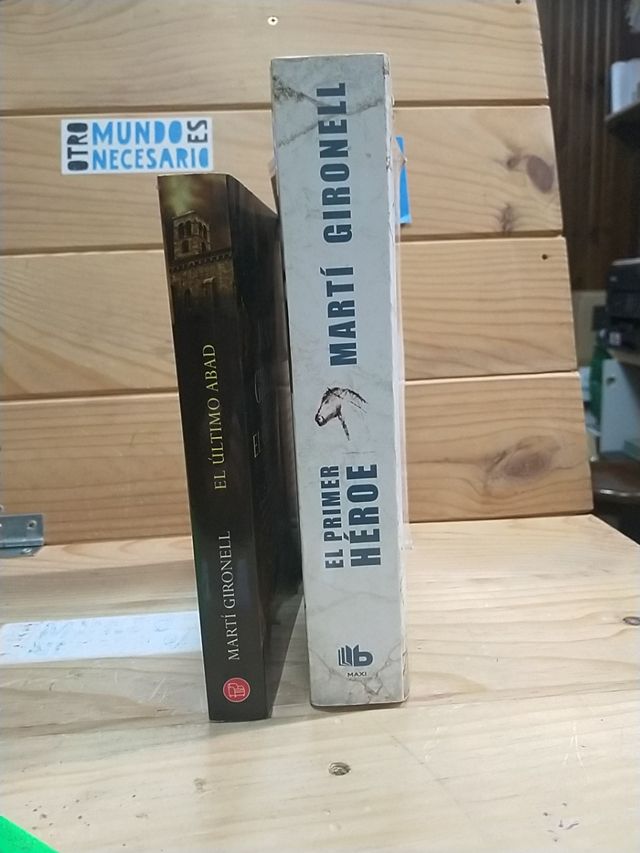 OTRO
MUNDO
NECESARIO
ES
EL ÚLTIMO ABAD
MARTÍ GIRONELL
MARTÍ GIRONELL
EL PRIMER
HÉROE
b
MAXI